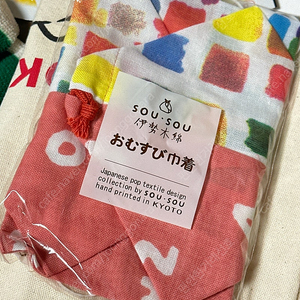 SOU・SOU
伊勢木綿
おむすび巾着
Japanese pop textile design
collection by SOU・SOU
hand printed in KYOTO